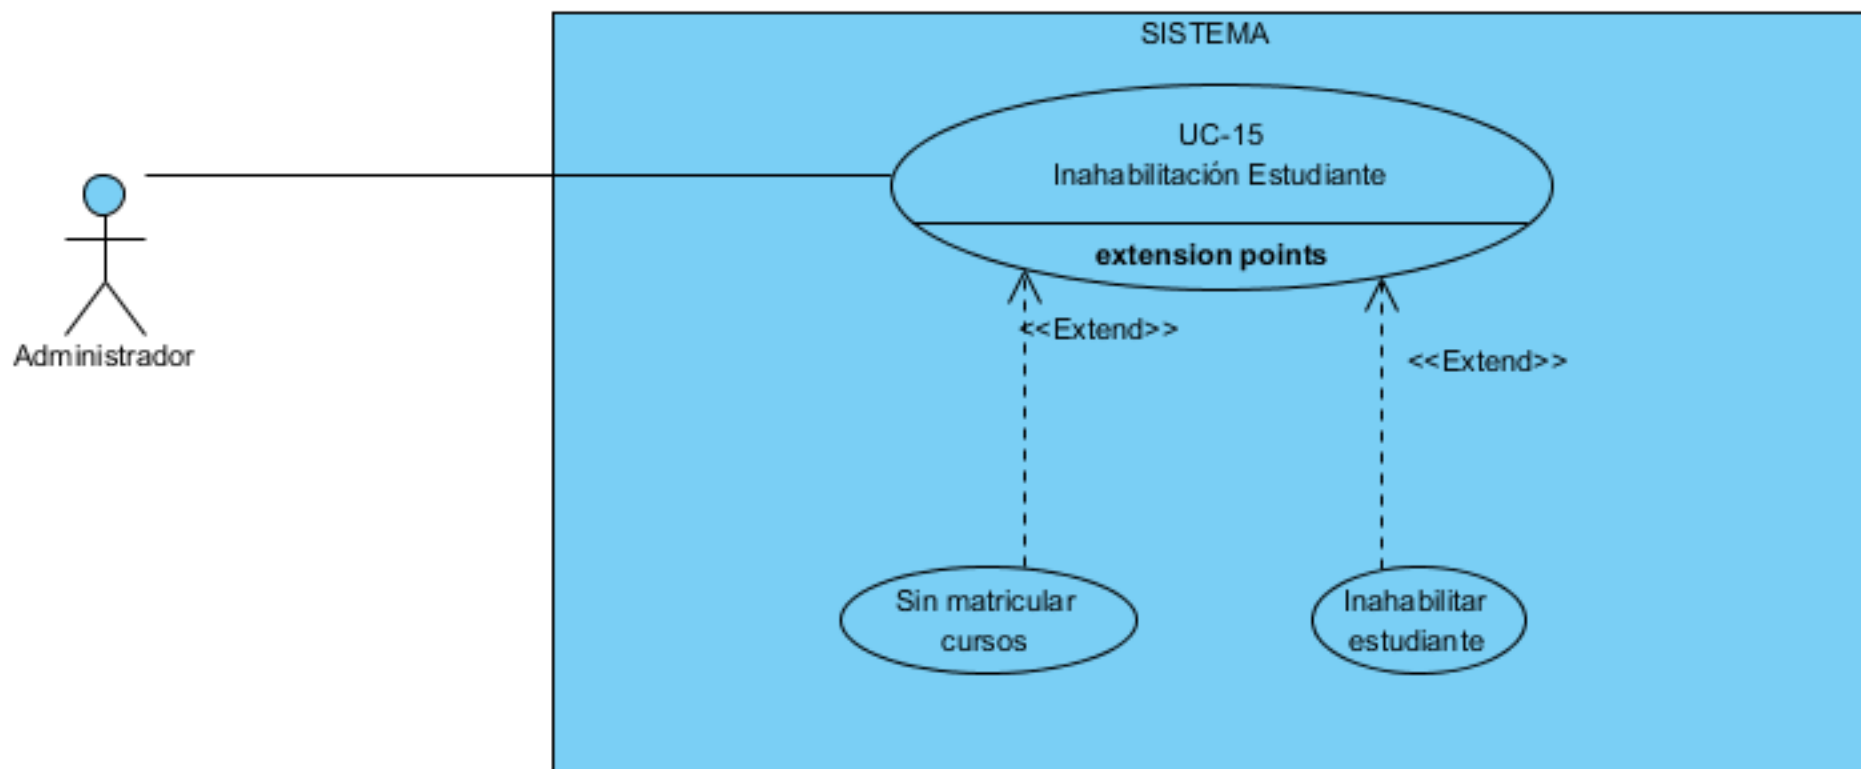 SISTEMA
UC-15
Inahabilitación Estudiante
extension points
<<Extend>>
<<Extend>>
Administrador
Sin matricular
cursos
Inahabilitar
estudiante